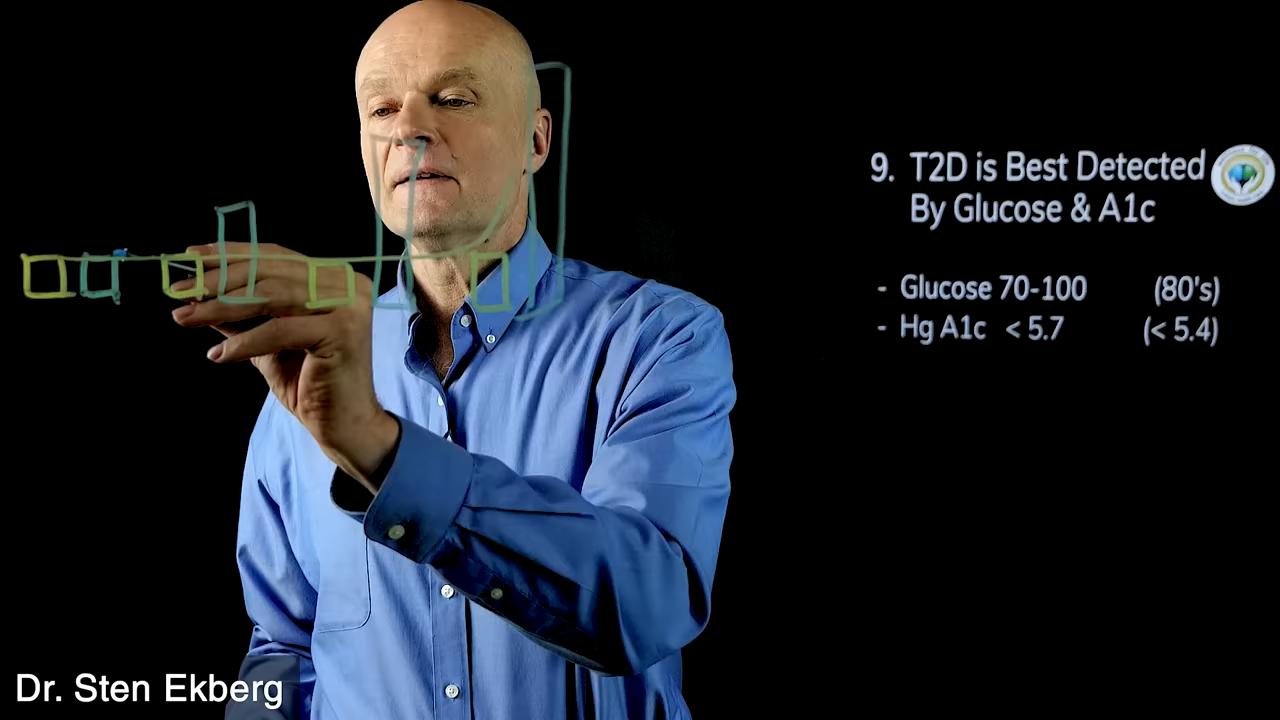 9. T2D is Best Detected
By Glucose & A1c
- Glucose 70-100 (80's)
- Hg A1c < 5.7 (< 5.4)
Dr. Sten Ekberg